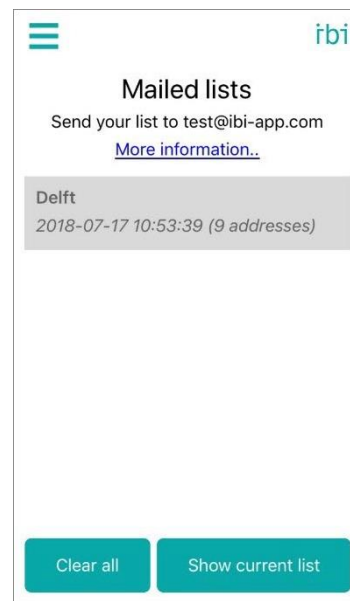 ibi
Mailed lists
Send your list to test@ibi-app.com
More information..
Delft
2018-07-17 10:53:39 (9 addresses)
Clear all
Show current list